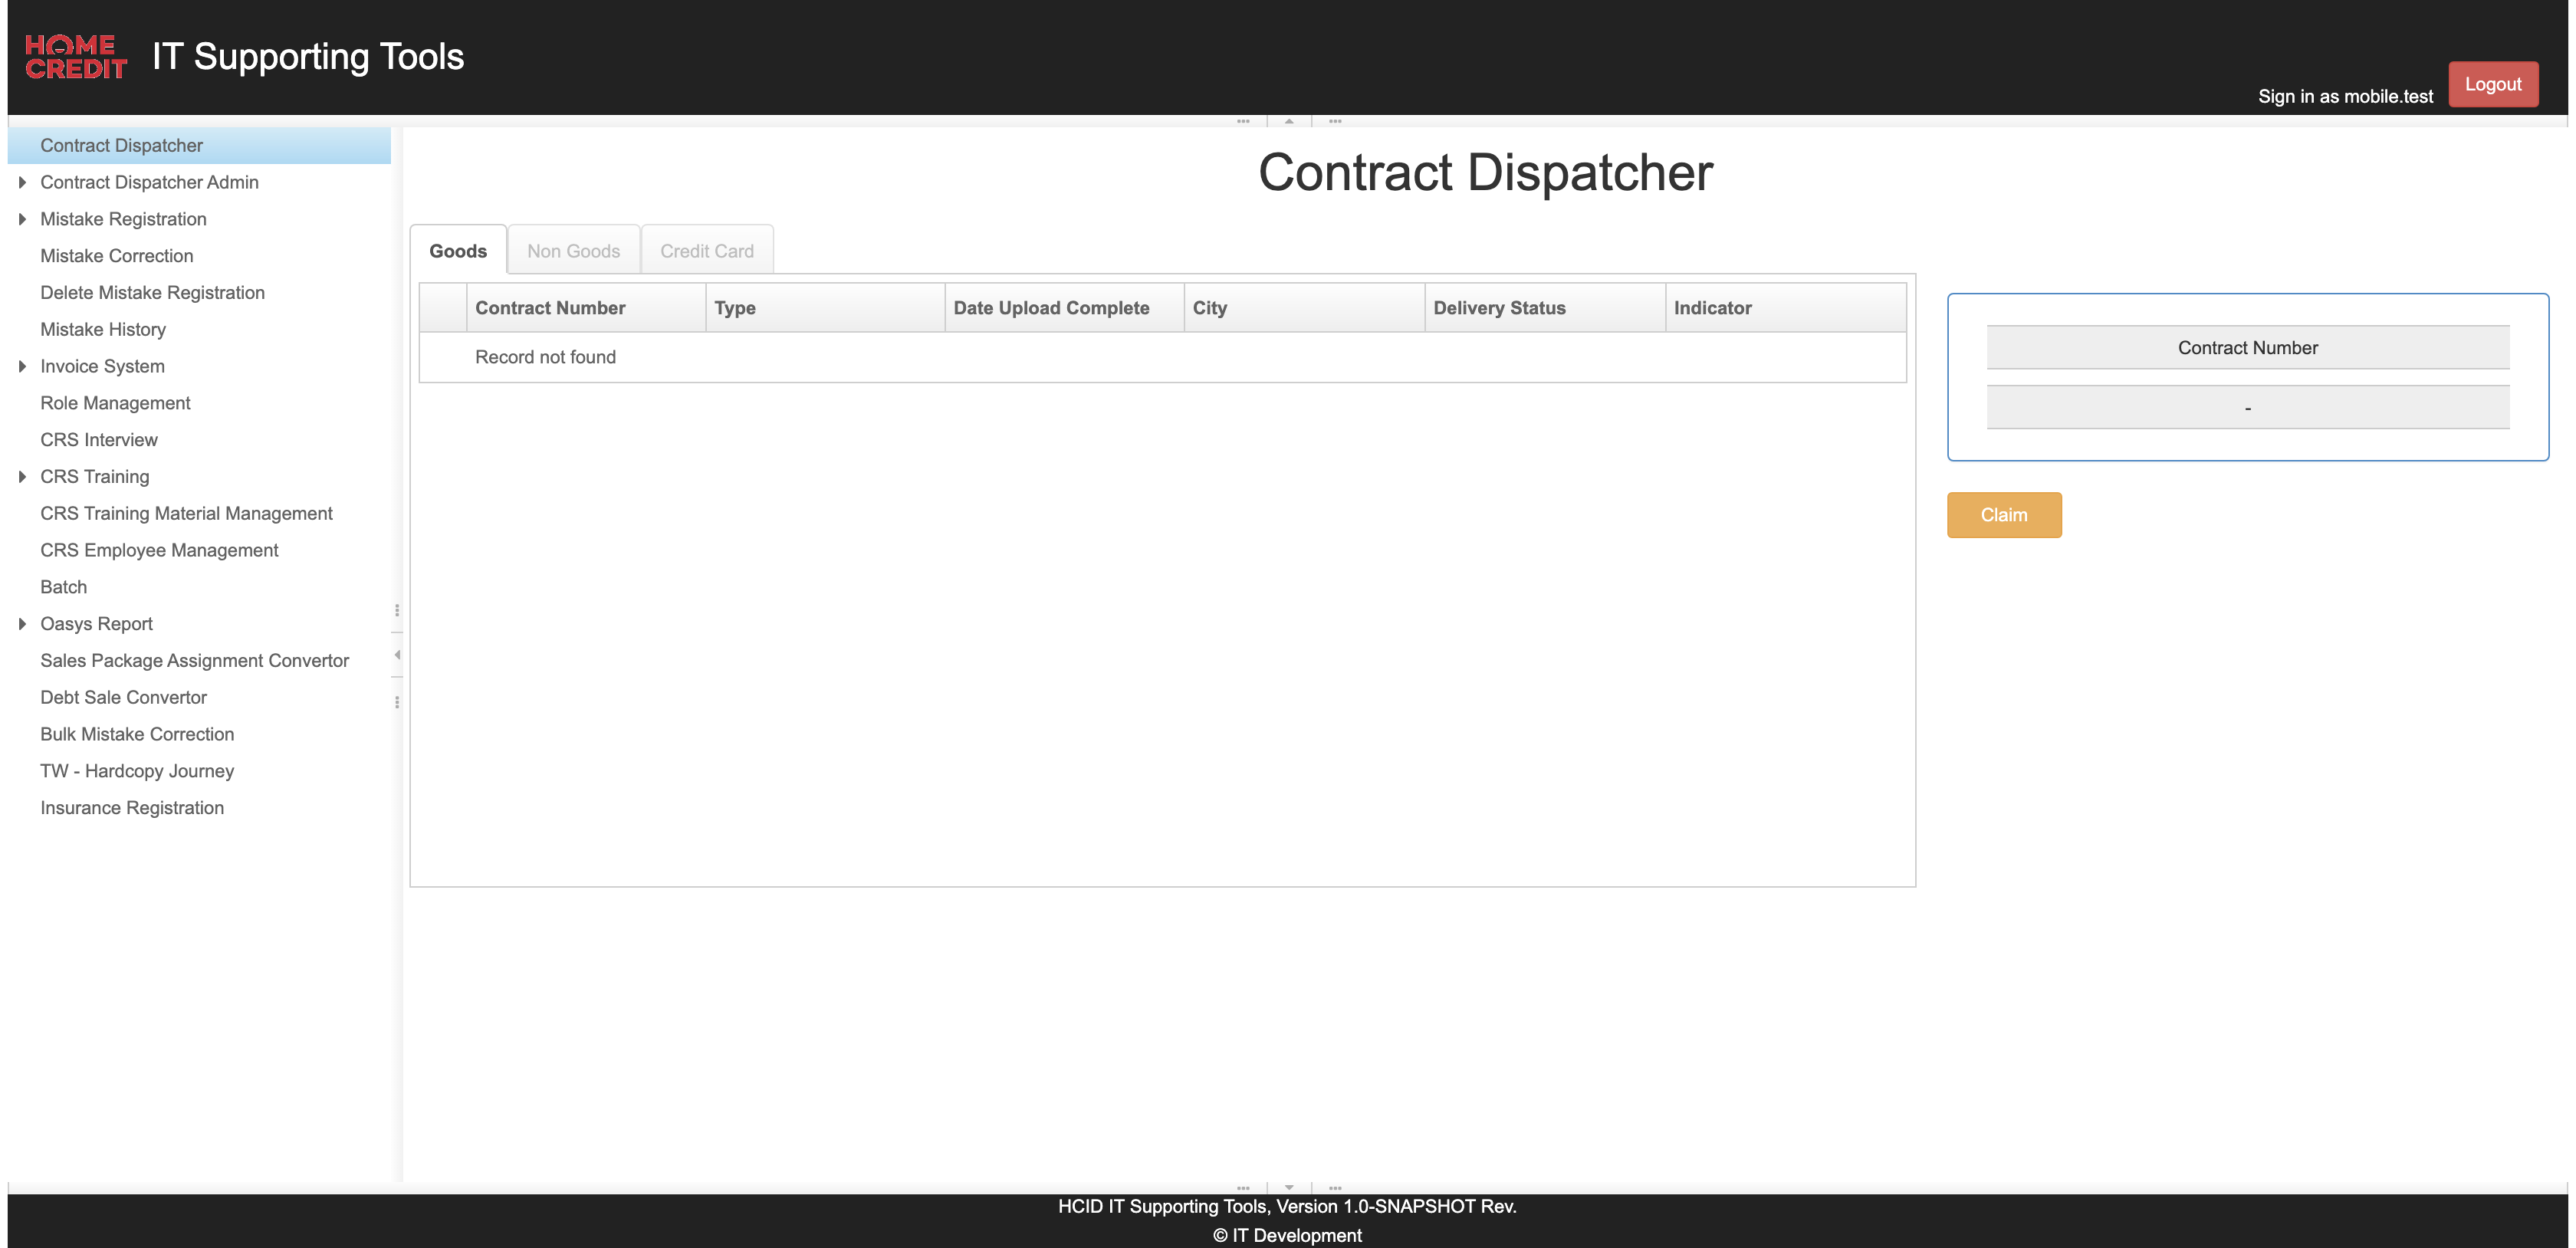 HOME
CREDIT
IT Supporting Tools
Sign in as mobile.test
Logout
Contract Dispatcher
Contract Dispatcher Admin
Mistake Registration
Mistake Correction
Delete Mistake Registration
Mistake History
Invoice System
Role Management
CRS Interview
CRS Training
CRS Training Material Management
CRS Employee Management
Batch
Oasys Report
Sales Package Assignment Convertor
Debt Sale Convertor
Bulk Mistake Correction
TW - Hardcopy Journey
Insurance Registration
Contract Dispatcher
Goods Non Goods Credit Card
Contract Number Type Date Upload Complete City Delivery Status Indicator
Record not found
Contract Number
-
Claim
HCID IT Supporting Tools, Version 1.0-SNAPSHOT Rev.
© IT Development